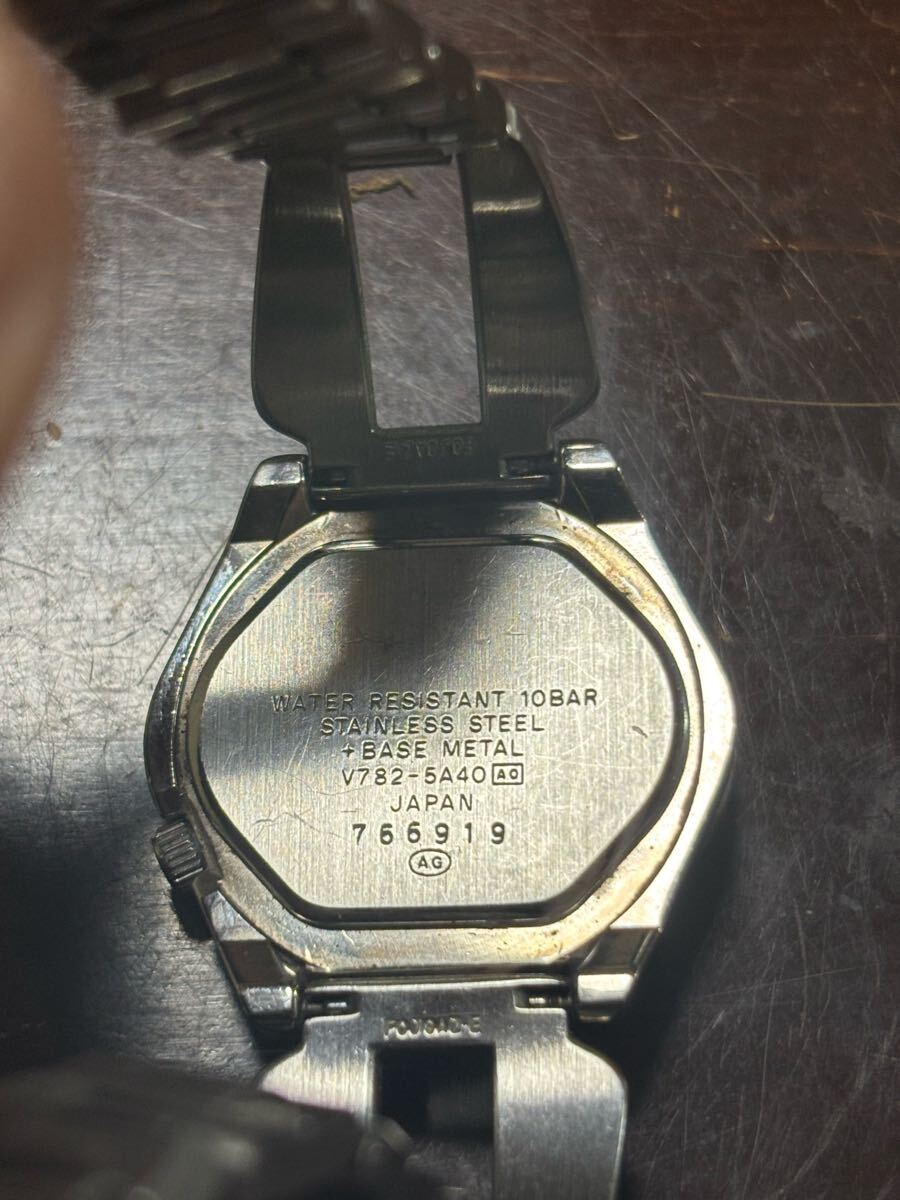 WATER RESISTANT 10BAR
STAINLESS STEEL
+BASE METAL
V782-5A40 AO
JAPAN
766919
AG